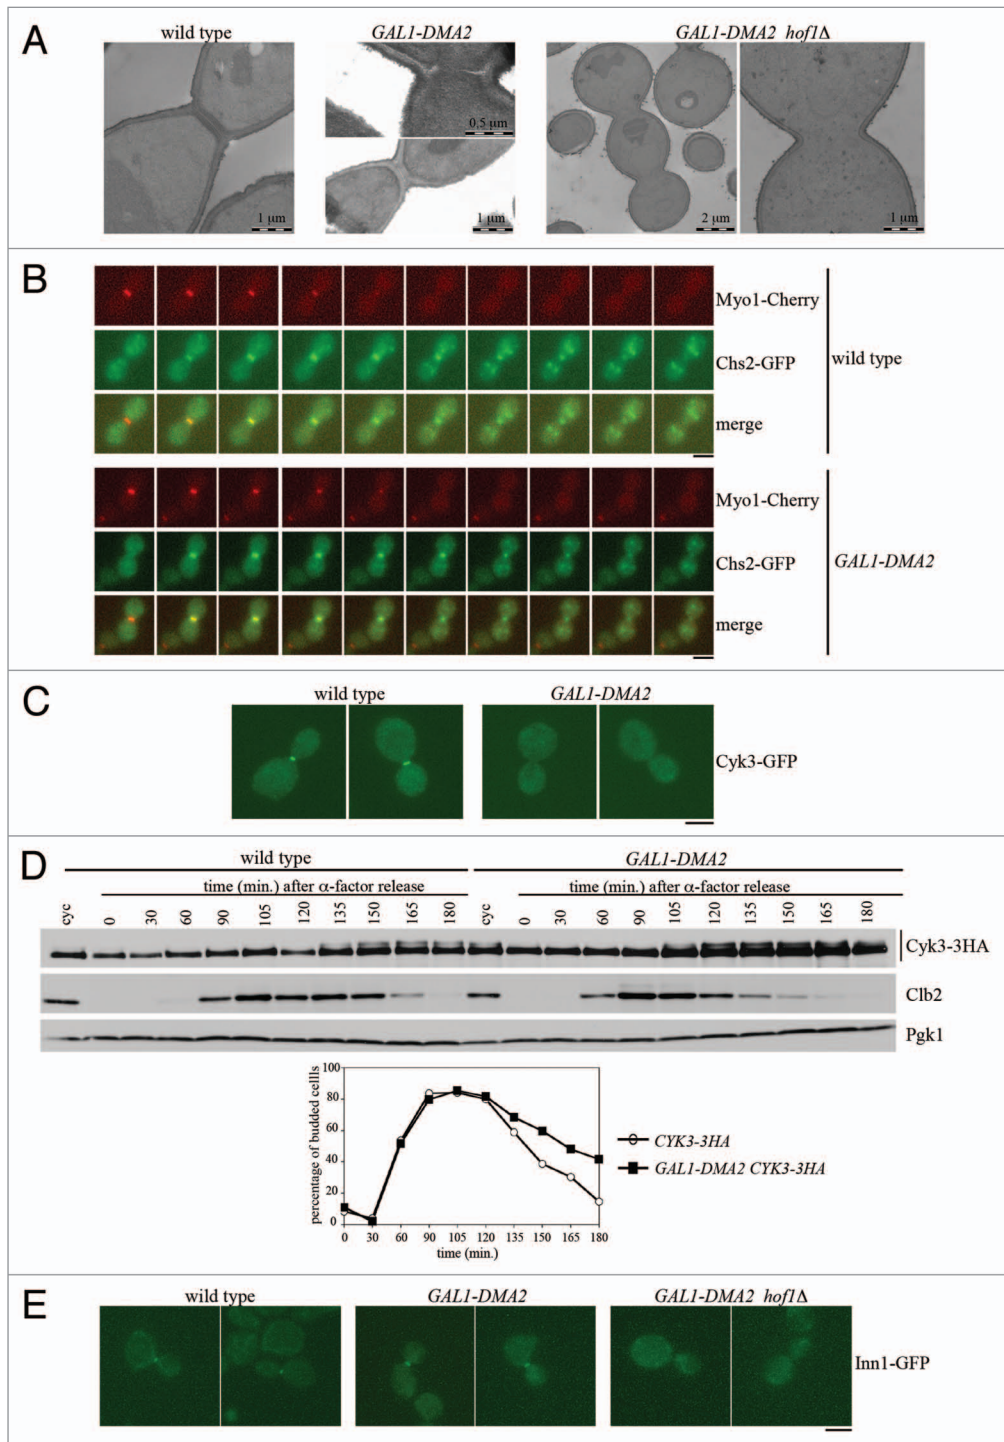 A
wild type
GAL1-DMA2
GAL1-DMA2 hof1Δ
1 μm
0,5 μm
1 μm
2 μm
1 μm
B
Myo1-Cherry
Chs2-GFP
merge
wild type
Myo1-Cherry
Chs2-GFP
merge
GAL1-DMA2
C
wild type
GAL1-DMA2
Cyk3-GFP
D
wild type
GAL1-DMA2
time (min.) after α-factor release
time (min.) after α-factor release
cyc 0 30 60 90 105 120 135 150 165 180 cyc 0 30 60 90 105 120 135 150 165 180
Cyk3-3HA
Clb2
Pgk1
percentage of budded cellls
100
80
60
40
20
0
0 30 60 90 105 120 135 150 165 180
time (min.)
CYK3-3HA
GAL1-DMA2 CYK3-3HA
E
wild type
GAL1-DMA2
GAL1-DMA2 hof1Δ
Inn1-GFP